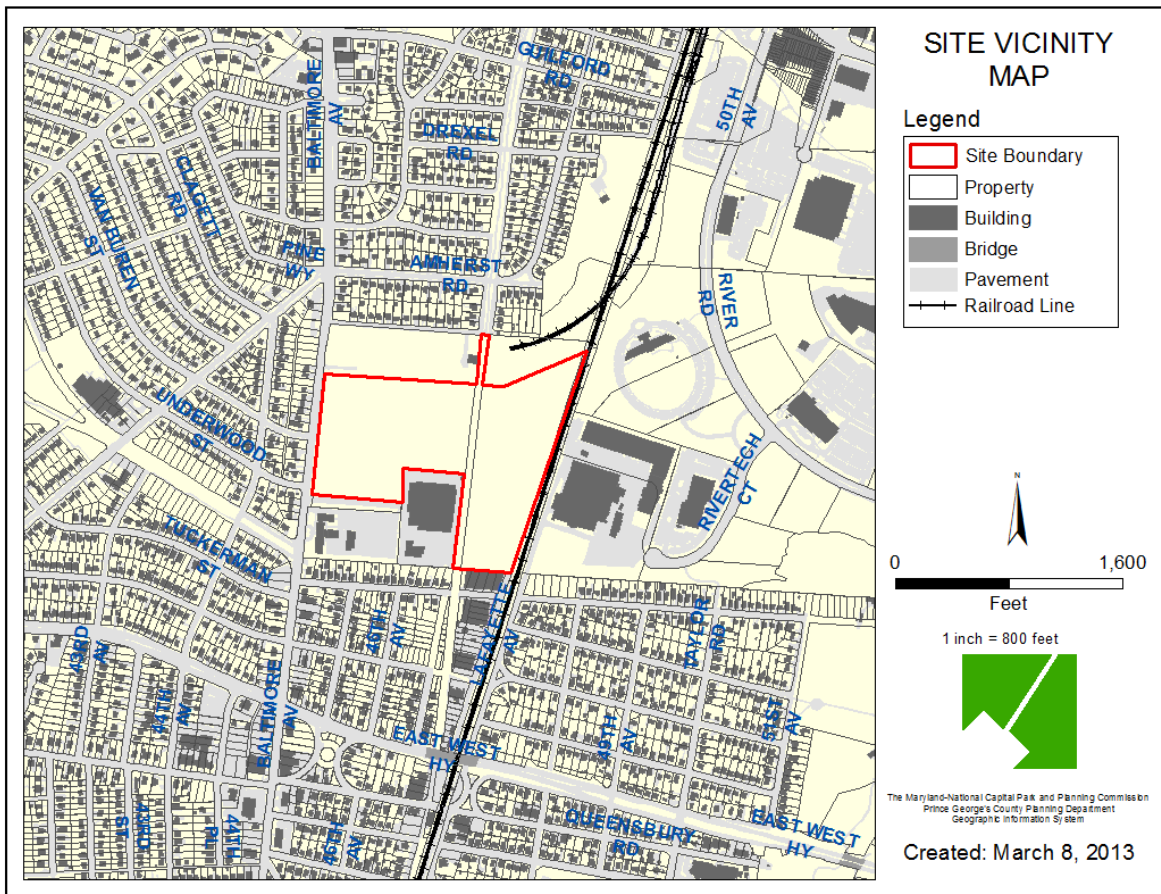 GUILFORD
RD
BALTIMORE
AV
50TH
AV
DREXEL
RD
CLAGETT
RD
VAN BUREN
ST
PINE
WY
AMHERST
RD
RIVER
RD
UNDERWOOD
ST
RIVERTECH
CT
TUCKERMAN
ST
LAFAYETTE
AV
46TH
AV
TAYLOR
RD
43RD
AV
44TH
AV
BALTIMORE
AV
49TH
AV
51ST
AV
EAST WEST
HY
43RD
ST
44TH
PL
46TH
AV
QUEENSBURY
RD
EAST WEST
HY
SITE VICINITY
MAP
Legend
Site Boundary
Property
Building
Bridge
Pavement
Railroad Line
N
0 1,600
Feet
1 inch = 800 feet
The Maryland-National Capital Park and Planning Commission
Prince George's County Planning Department
Geographic Information System
Created: March 8, 2013